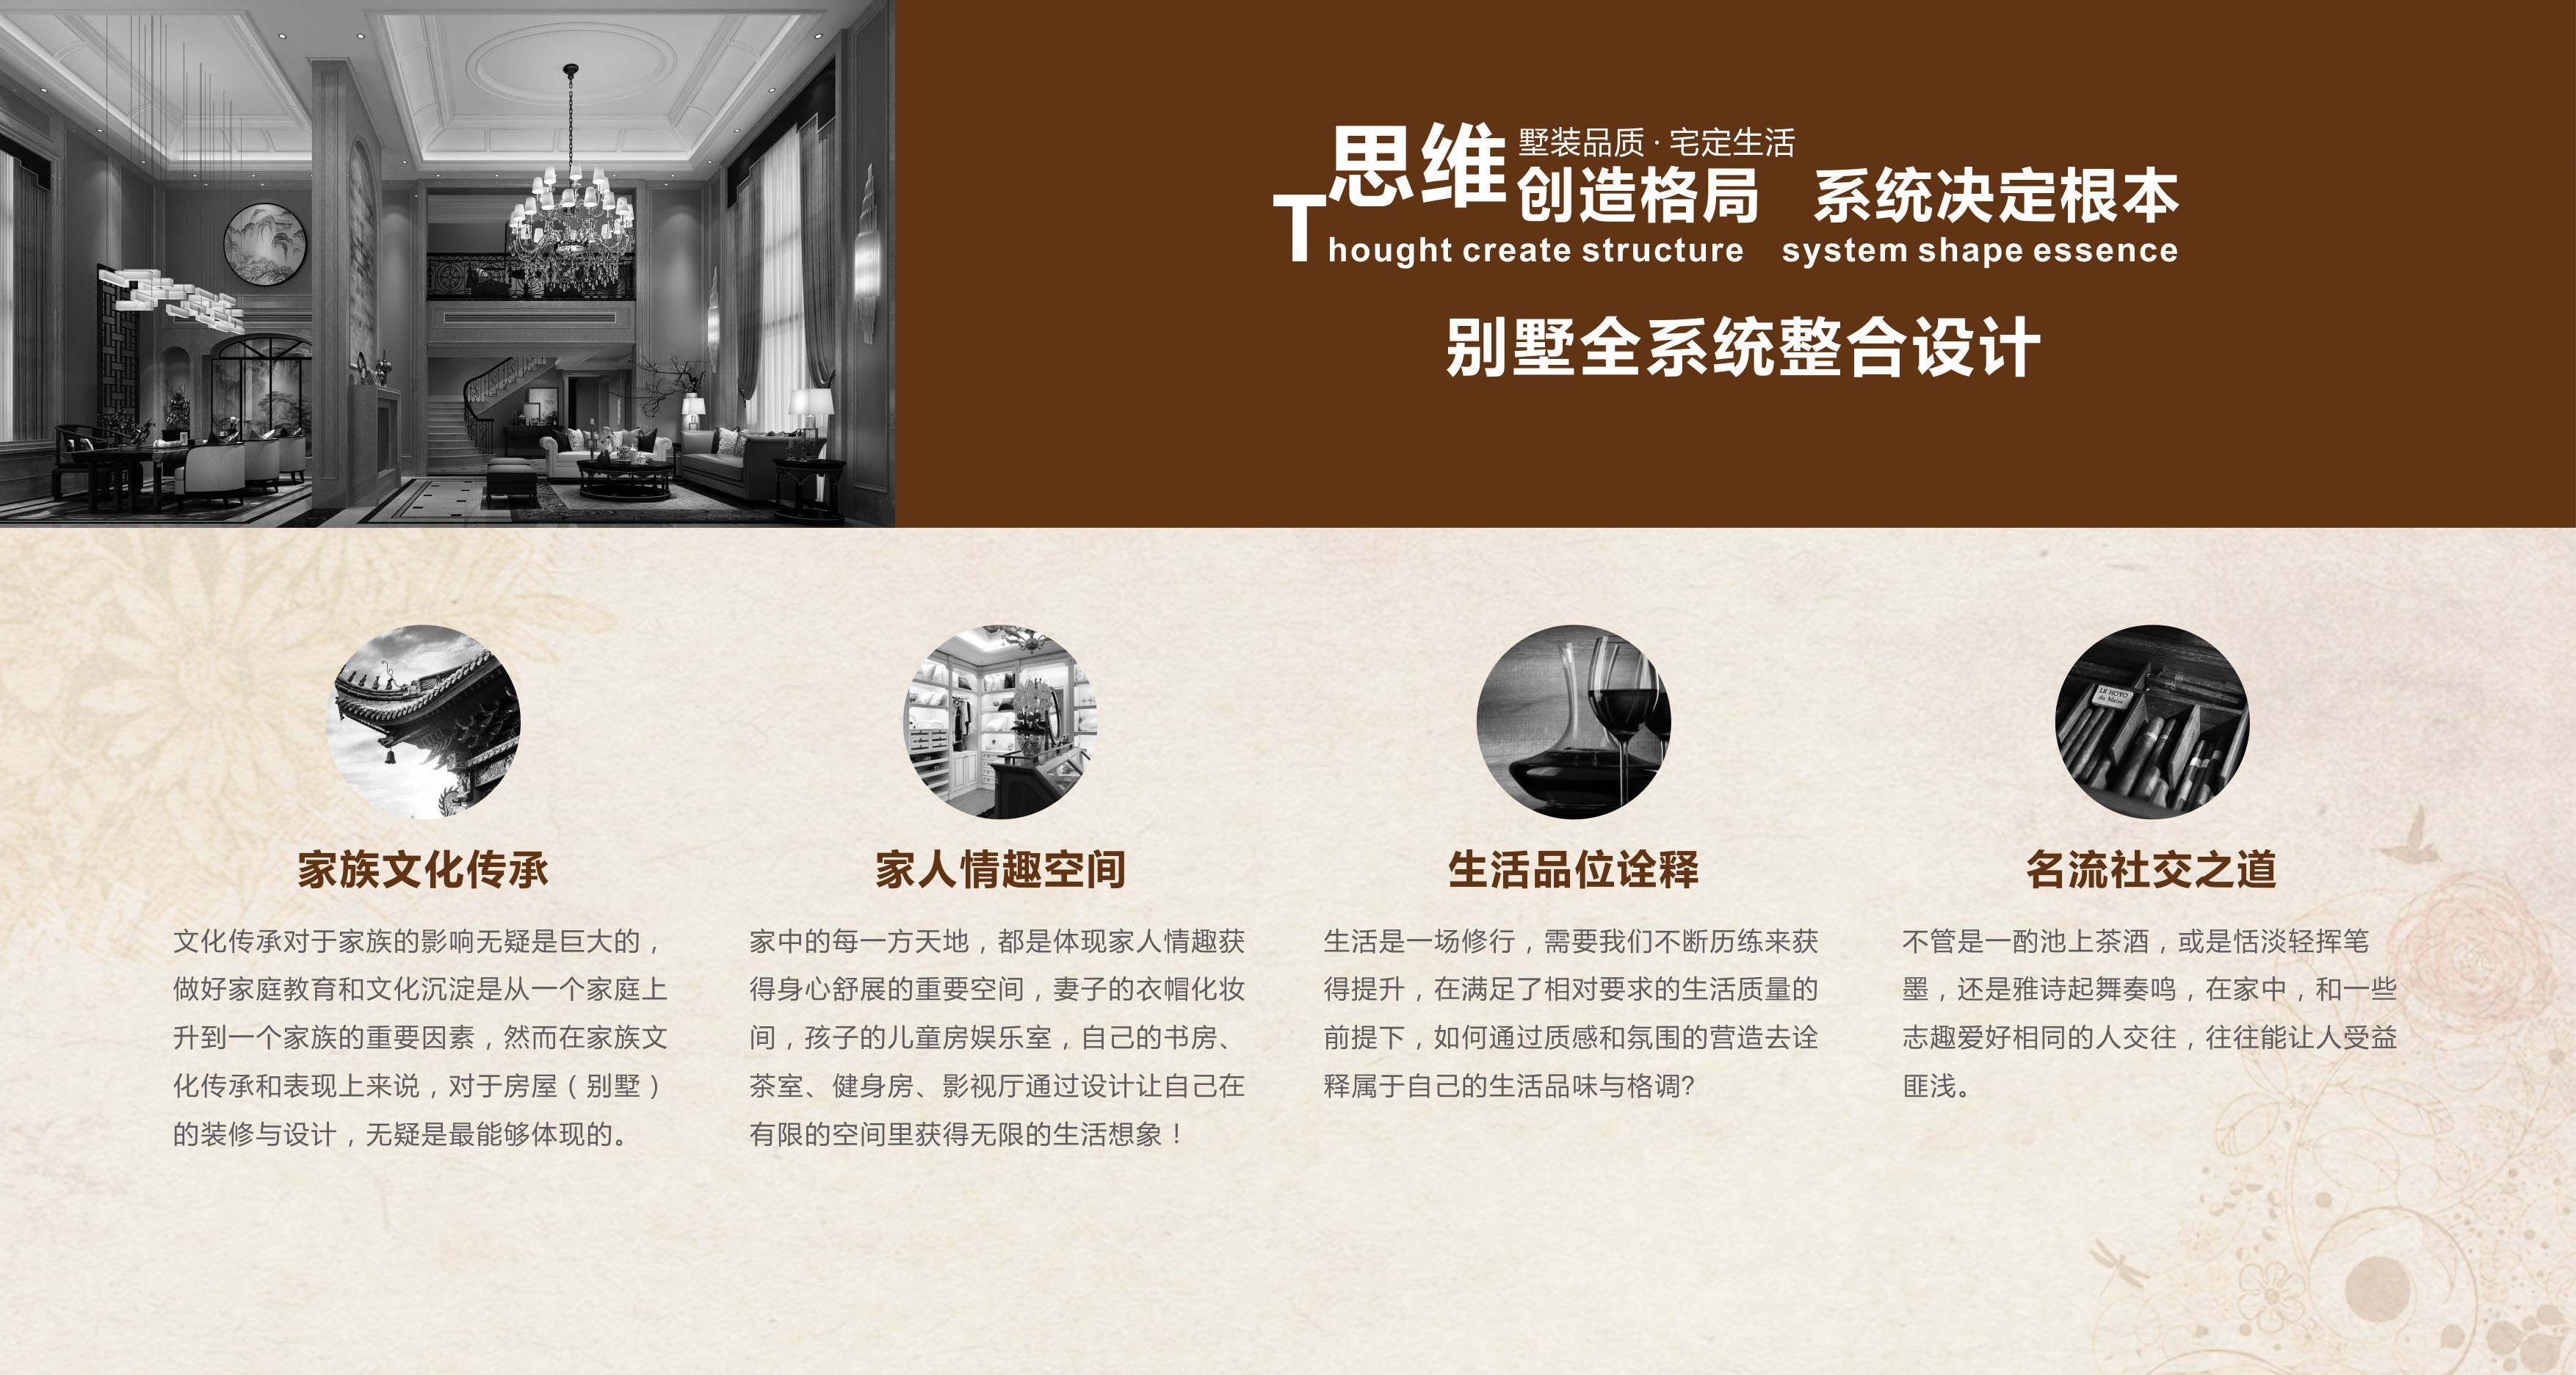 墅装品质·宅定生活
思维创造格局 系统决定根本
Thought create structure system shape essence
别墅全系统整合设计
LE HOYO
du Maire
家族文化传承
文化传承对于家族的影响无疑是巨大的，
做好家庭教育和文化沉淀是从一个家庭上
升到一个家族的重要因素，然而在家族文
化传承和表现上来说，对于房屋（别墅）
的装修与设计，无疑是最能够体现的。
家人情趣空间
家中的每一方天地，都是体现家人情趣获
得身心舒展的重要空间，妻子的衣帽化妆
间，孩子的儿童房娱乐室，自己的书房、
茶室、健身房、影视厅通过设计让自己在
有限的空间里获得无限的生活想象！
生活品位诠释
生活是一场修行，需要我们不断历练来获
得提升，在满足了相对要求的生活质量的
前提下，如何通过质感和氛围的营造去诠
释属于自己的生活品味与格调?
名流社交之道
不管是一酌池上茶酒，或是恬淡轻挥笔
墨，还是雅诗起舞奏鸣，在家中，和一些
志趣爱好相同的人交往，往往能让人受益
匪浅。